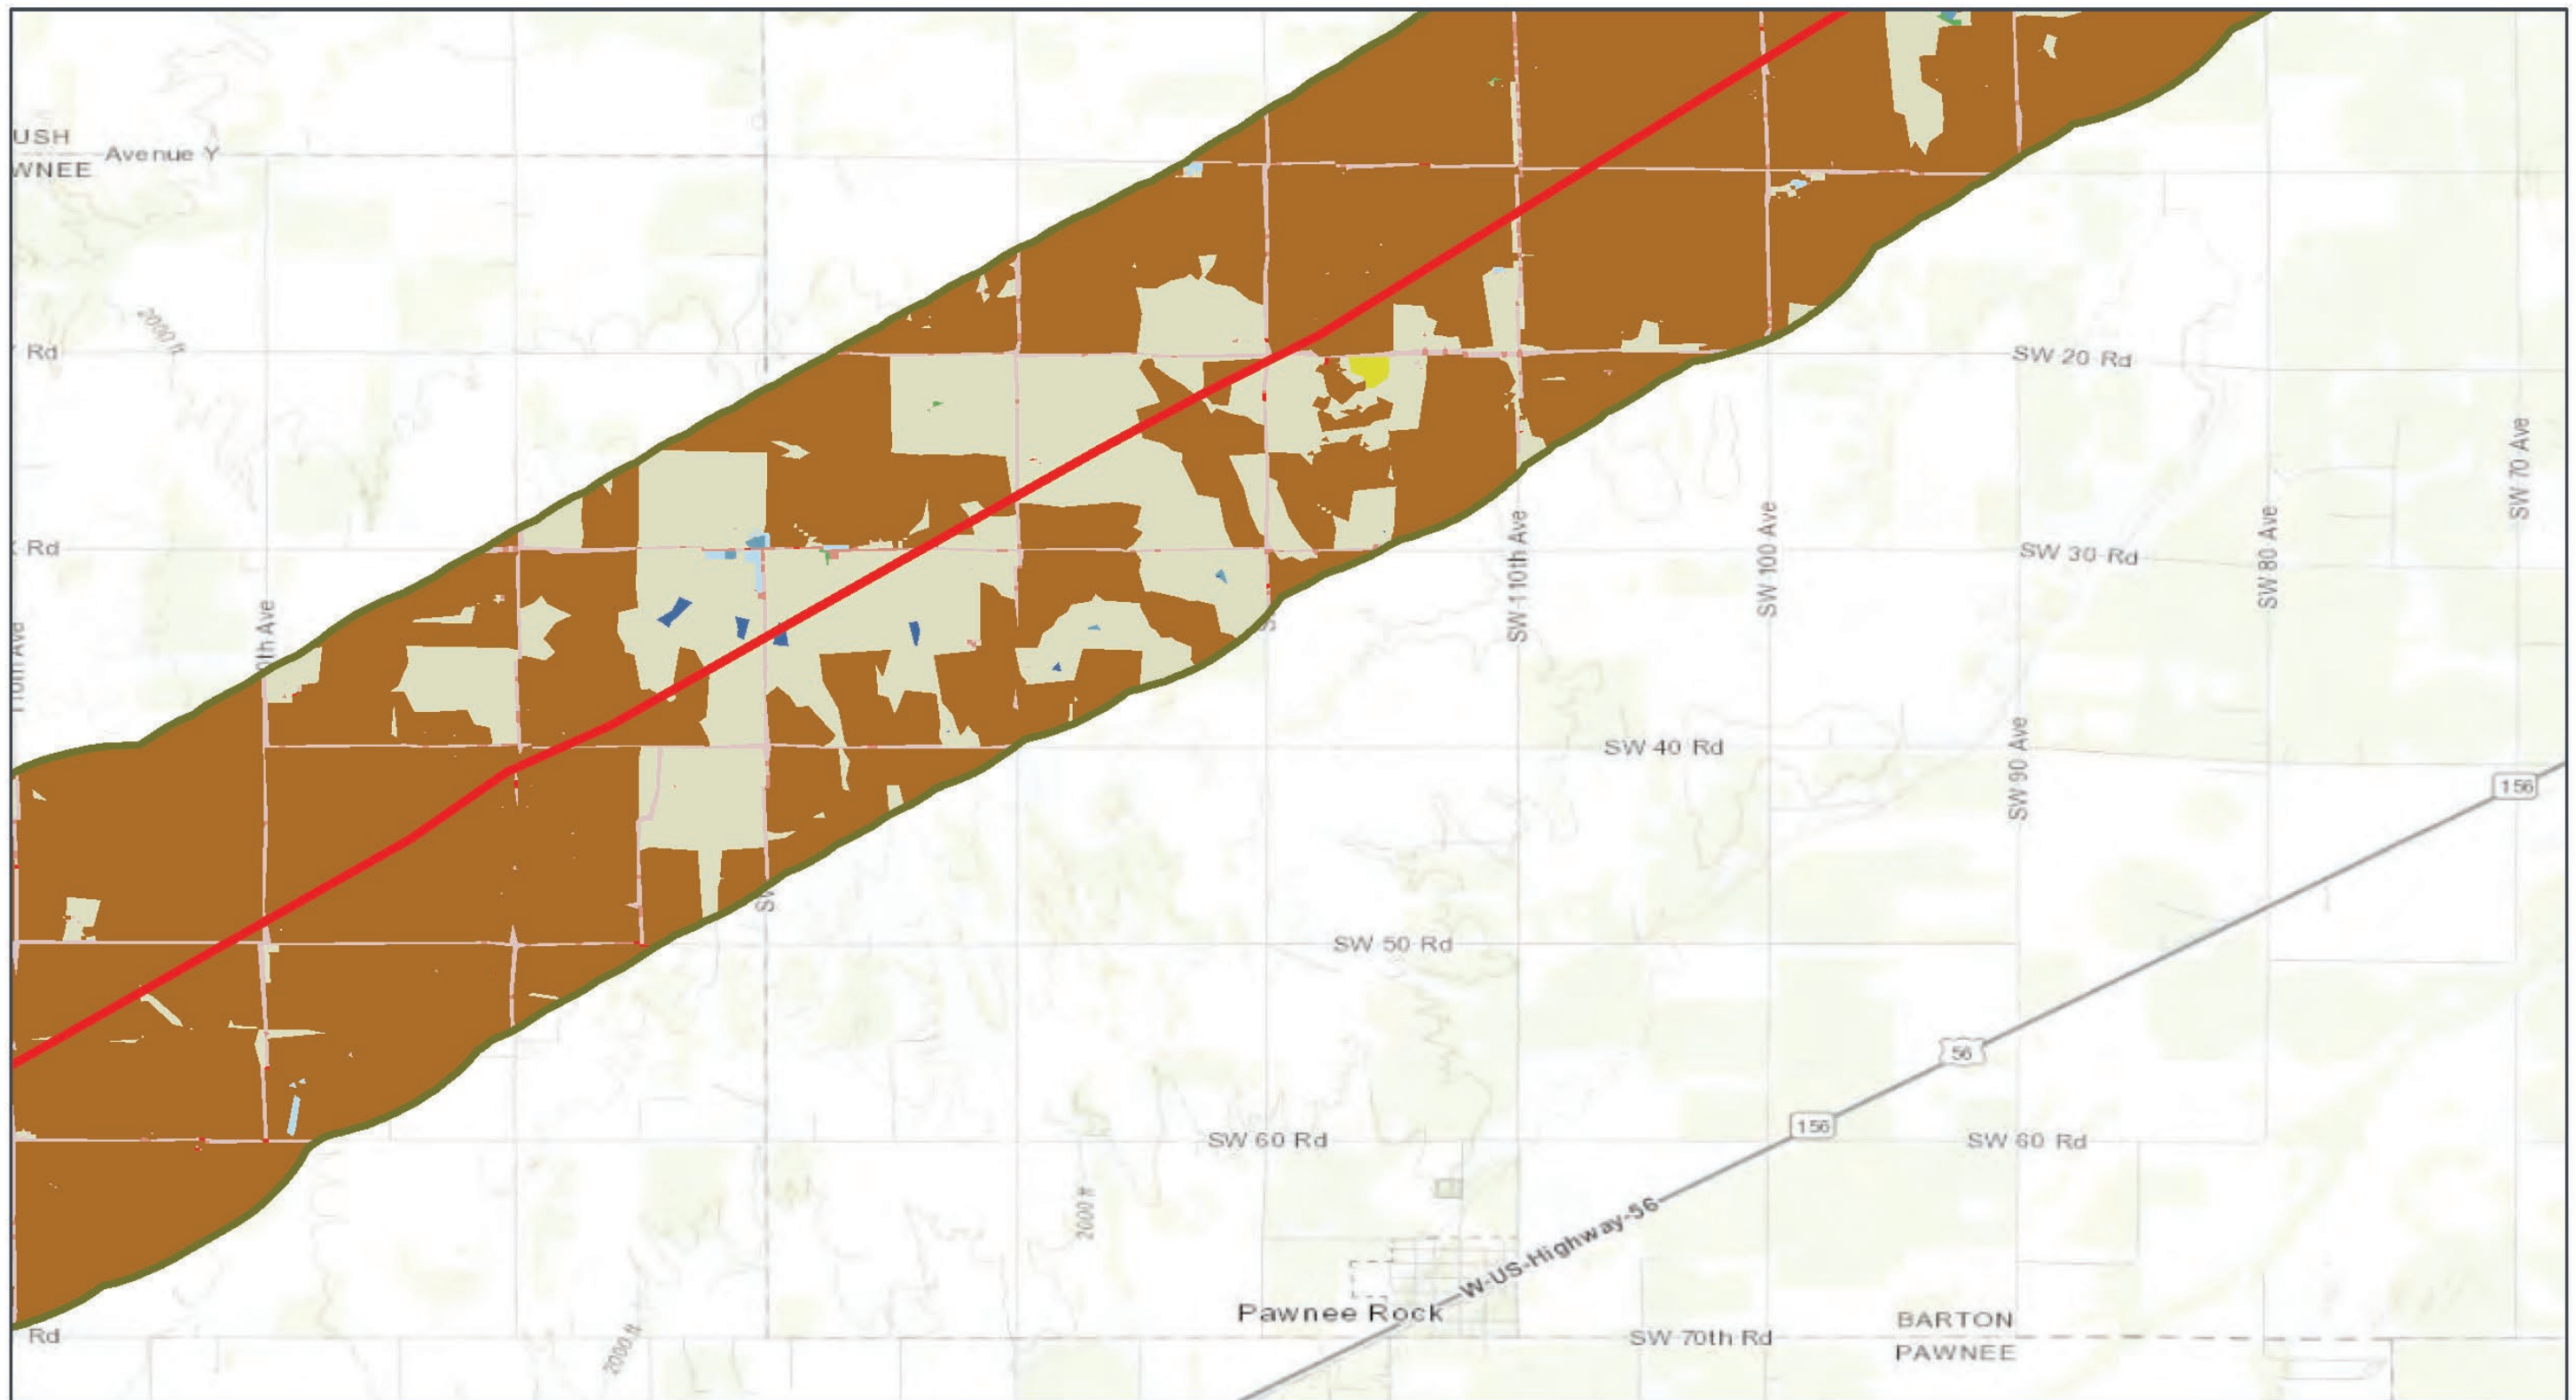 USH
WNEE
Avenue Y
2000 ft
Rd
SW 20 Rd
SW 70 Ave
Rd
SW 110th Ave
SW 100 Ave
SW 30 Rd
SW 80 Ave
0th Ave
SW 40 Rd
SW 90 Ave
156
SW 50 Rd
56
156
SW 60 Rd
SW 60 Rd
2000 ft
W-US-Highway-56
Pawnee Rock
BARTON
PAWNEE
Rd
SW 70th Rd
2000 ft